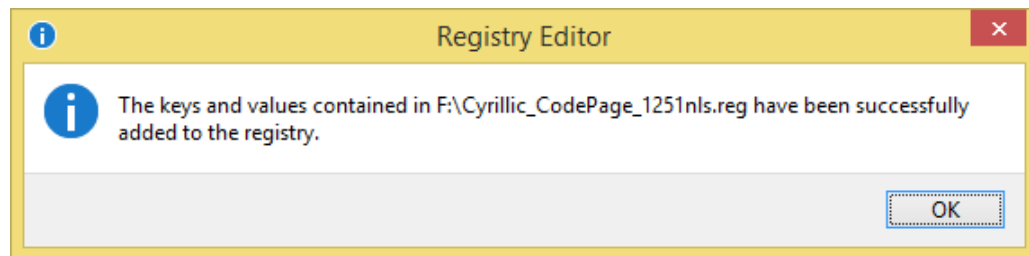 Registry Editor
The keys and values contained in F:\Cyrillic_CodePage_1251nls.reg have been successfully
added to the registry.
OK